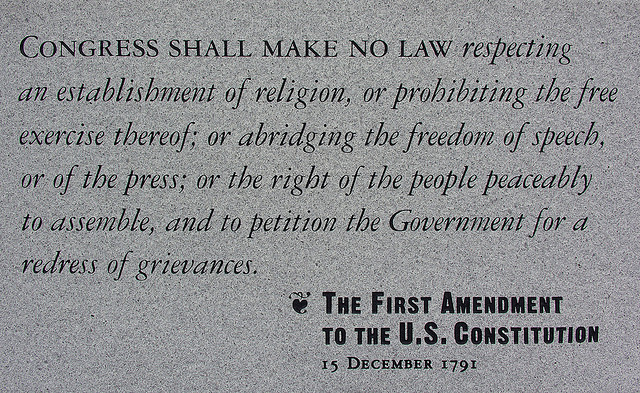 CONGRESS SHALL MAKE NO LAW respecting
an establishment of religion, or prohibiting the free
exercise thereof; or abridging the freedom of speech,
or of the press; or the right of the people peaceably
to assemble, and to petition the Government for a
redress of grievances.
THE FIRST AMENDMENT
TO THE U.S. CONSTITUTION
15 DECEMBER 1791